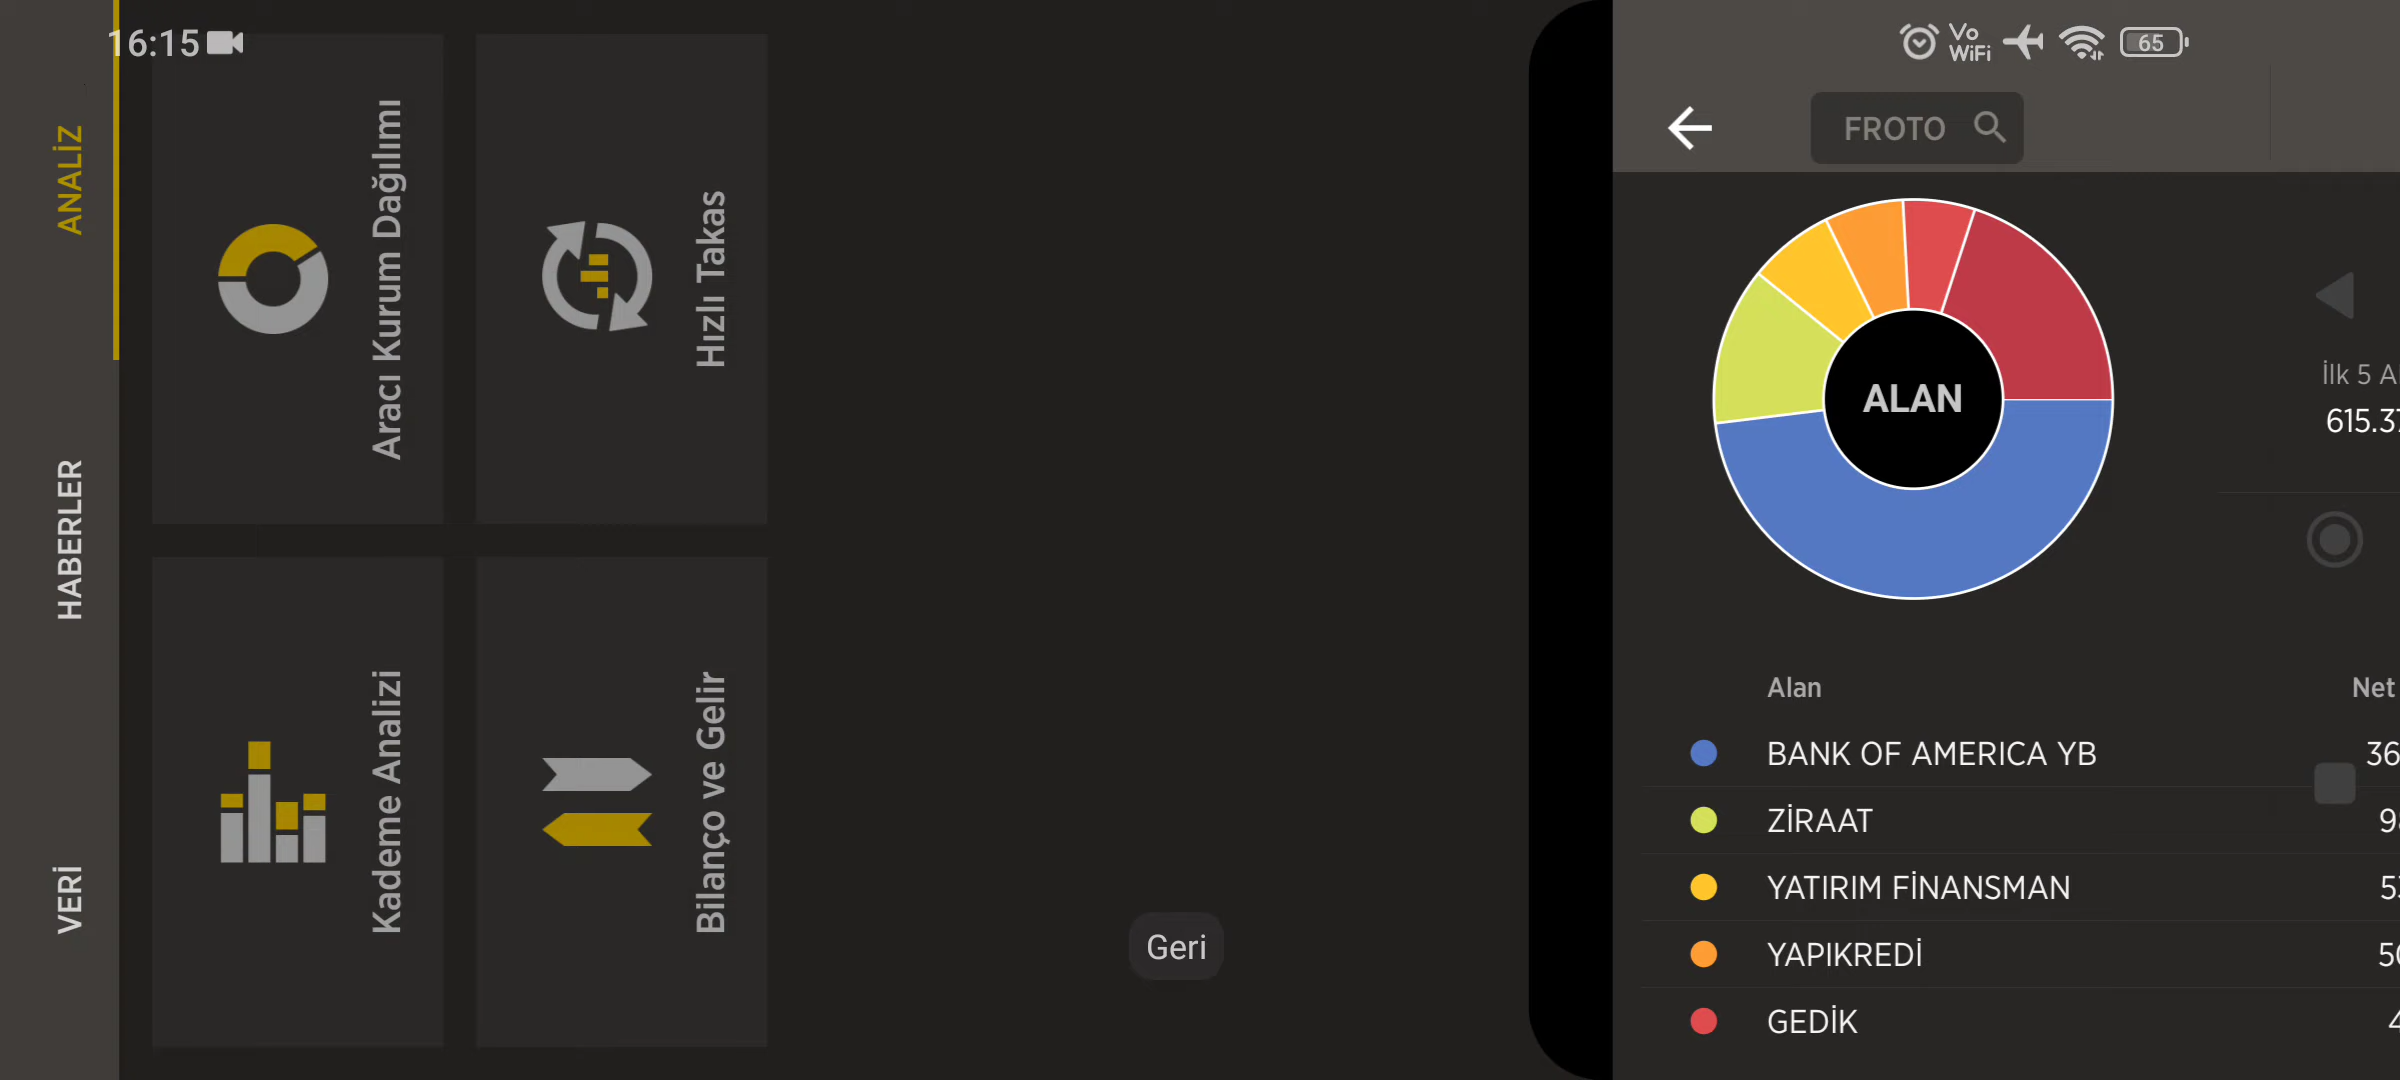 16:15
Vo
WiFi
65
ANALİZ
HABERLER
VERİ
Aracı Kurum Dağılımı
Hızlı Takas
Kademe Analizi
Bilanço ve Gelir
Geri
FROTO
ALAN
İlk 5 A
615.3
Alan Net
BANK OF AMERICA YB 36
ZİRAAT 9
YATIRIM FİNANSMAN 5
YAPIKREDİ 50
GEDİK 4